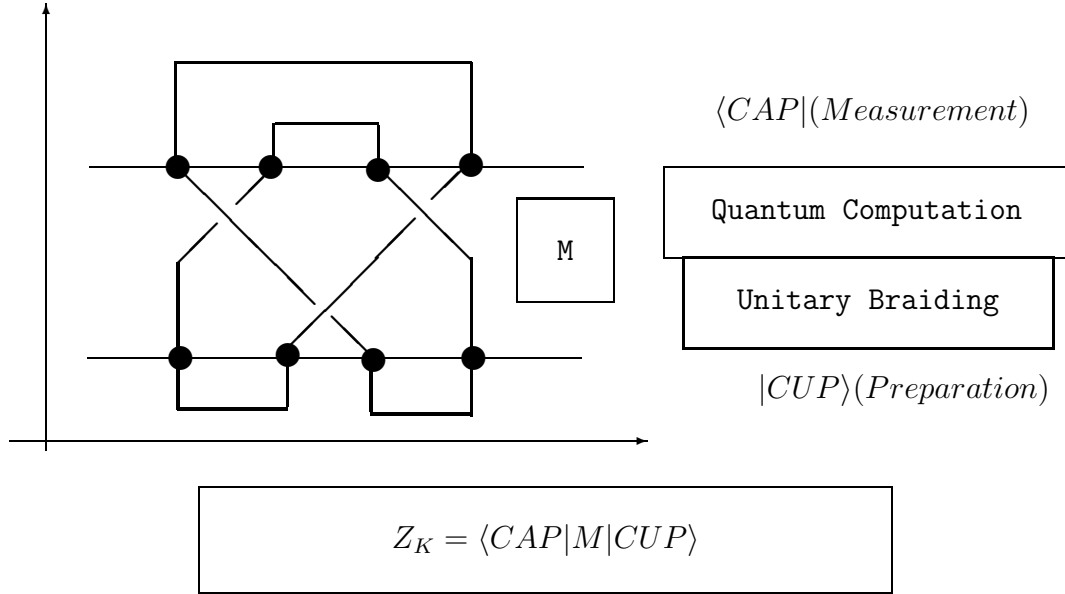 ⟨CAP|(Measurement)
Quantum Computation
M
Unitary Braiding
|CUP⟩(Preparation)
Z_K = ⟨CAP|M|CUP⟩